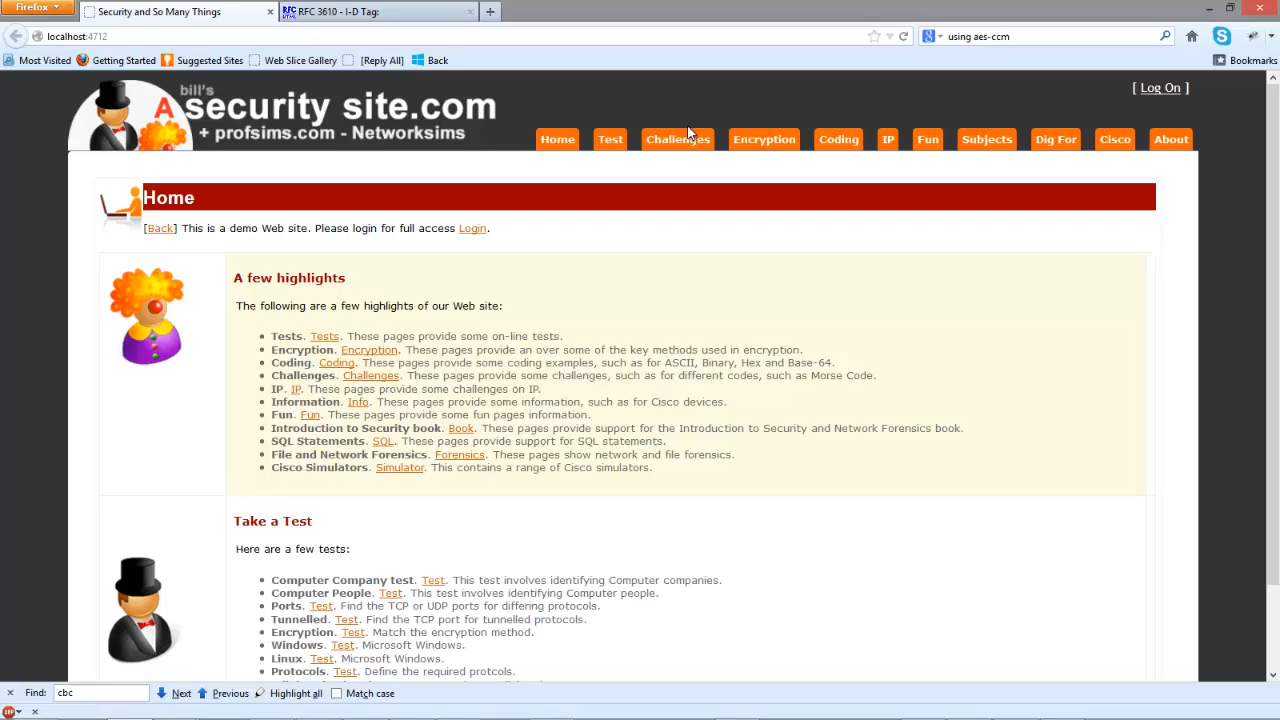 Firefox
Security and So Many Things
RFC 3610 - I-D Tag:
localhost:4712
using aes-ccm
Most Visited Getting Started Suggested Sites Web Slice Gallery [Reply All] Back Bookmarks
bill's
A security site.com
+ profsims.com - Networksims
[ Log On ]
Home Test Challenges Encryption Coding IP Fun Subjects Dig For Cisco About
Home
[Back] This is a demo Web site. Please login for full access Login.
A few highlights
The following are a few highlights of our Web site:
Tests. Tests. These pages provide some on-line tests.
Encryption. Encryption. These pages provide an over some of the key methods used in encryption.
Coding. Coding. These pages provide some coding examples, such as for ASCII, Binary, Hex and Base-64.
Challenges. Challenges. These pages provide some challenges, such as for different codes, such as Morse Code.
IP. IP. These pages provide some challenges on IP.
Information. Info. These pages provide some information, such as for Cisco devices.
Fun. Fun. These pages provide some fun pages information.
Introduction to Security book. Book. These pages provide support for the Introduction to Security and Network Forensics book.
SQL Statements. SQL. These pages provide support for SQL statements.
File and Network Forensics. Forensics. These pages show network and file forensics.
Cisco Simulators. Simulator. This contains a range of Cisco simulators.
Take a Test
Here are a few tests:
Computer Company test. Test. This test involves identifying Computer companies.
Computer People. Test. This test involves identifying Computer people.
Ports. Test. Find the TCP or UDP ports for differing protocols.
Tunnelled. Test. Find the TCP port for tunnelled protocols.
Encryption. Test. Match the encryption method.
Windows. Test. Microsoft Windows.
Linux. Test. Microsoft Windows.
Protocols. Test. Define the required protcols.
Find: cbc Next Previous Highlight all Match case